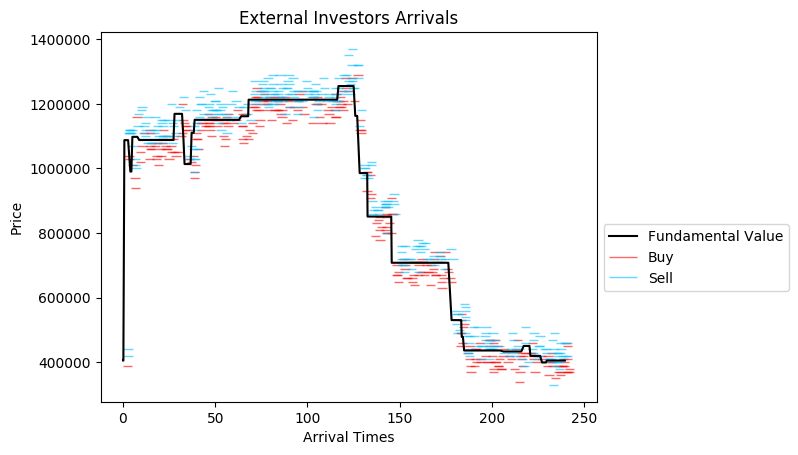 External Investors Arrivals
1400000
1200000
1000000
800000
600000
400000
Price
0 50 100 150 200 250
Arrival Times
Fundamental Value
Buy
Sell